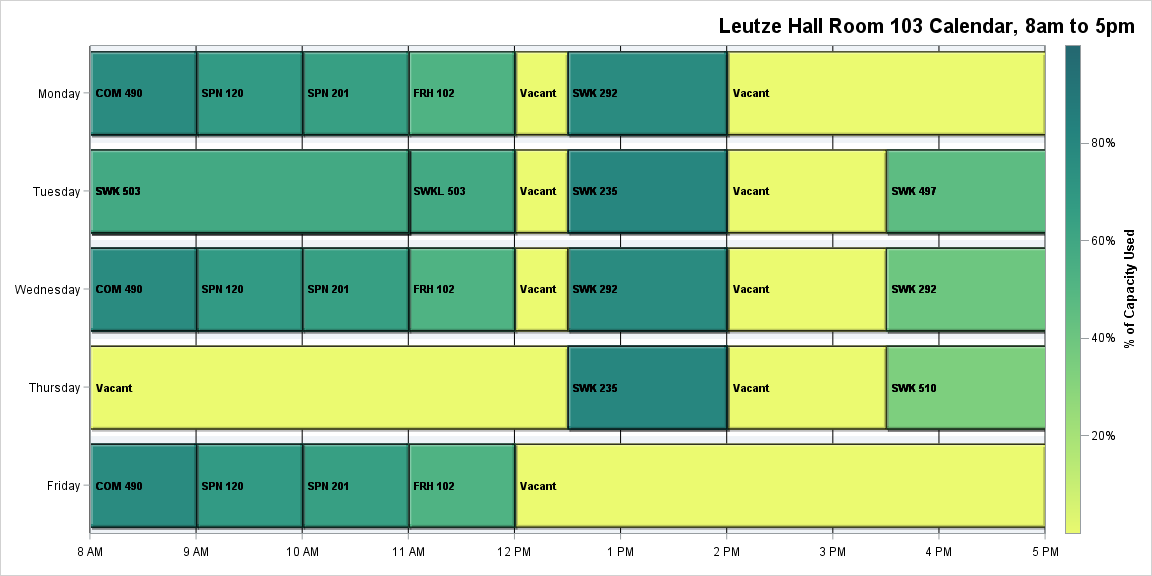 Leutze Hall Room 103 Calendar, 8am to 5pm
Monday
COM 490
SPN 120
SPN 201
FRH 102
Vacant
SWK 292
Vacant
Tuesday
SWK 503
SWKL 503
Vacant
SWK 235
Vacant
SWK 497
Wednesday
COM 490
SPN 120
SPN 201
FRH 102
Vacant
SWK 292
Vacant
SWK 292
Thursday
Vacant
SWK 235
Vacant
SWK 510
Friday
COM 490
SPN 120
SPN 201
FRH 102
Vacant
8 AM
9 AM
10 AM
11 AM
12 PM
1 PM
2 PM
3 PM
4 PM
5 PM
80%
60%
40%
20%
% of Capacity Used